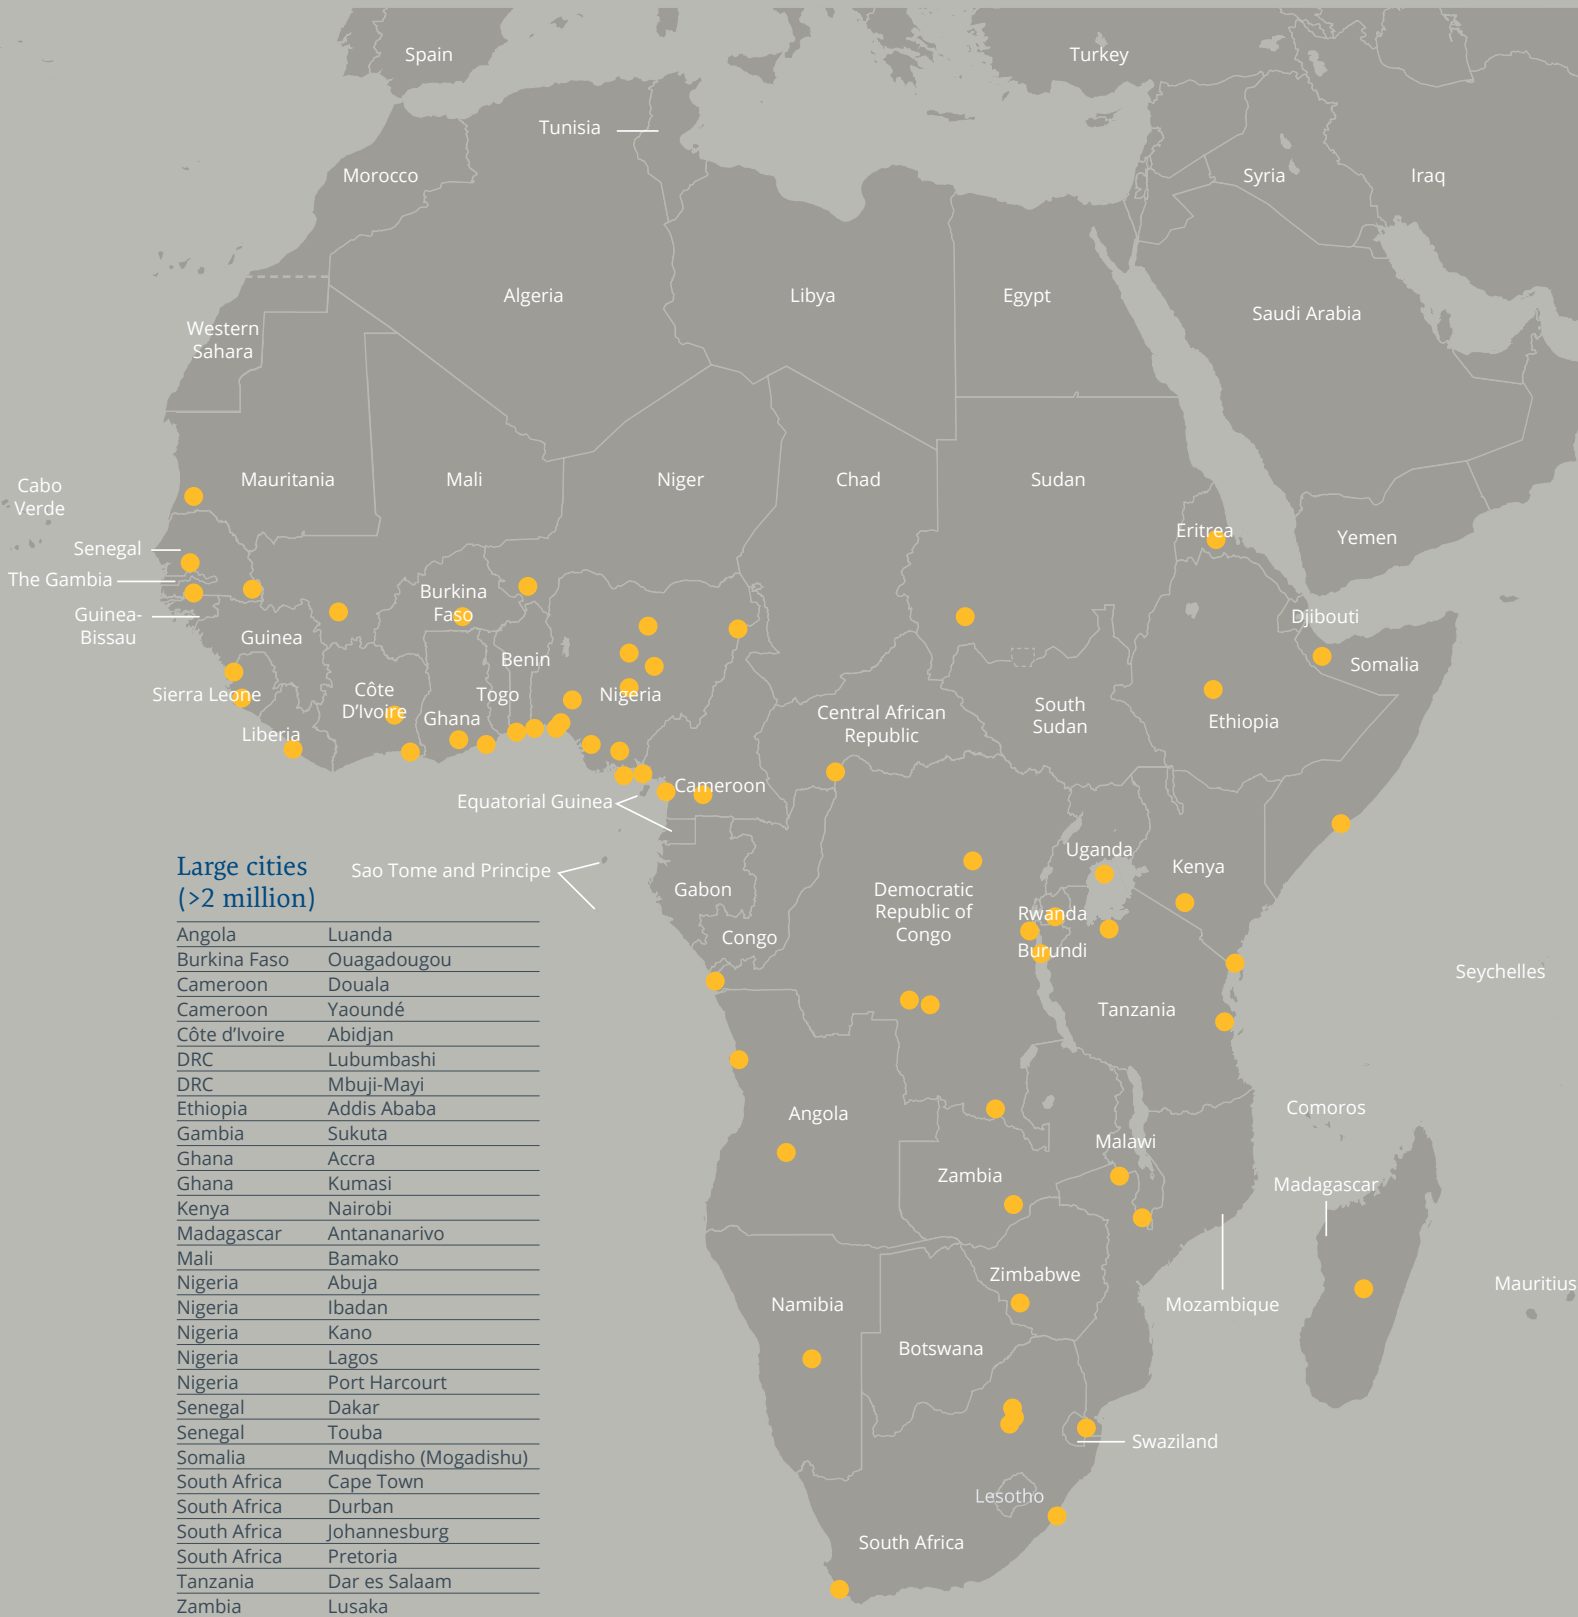 Spain
Turkey
Tunisia
Morocco
Syria
Iraq
Algeria
Libya
Egypt
Saudi Arabia
Western
Sahara
Cabo
Verde
Mauritania
Mali
Niger
Chad
Sudan
Eritrea
Yemen
Senegal
The Gambia
Guinea-
Bissau
Burkina
Faso
Guinea
Djibouti
Benin
Somalia
Sierra Leone
Côte
D'Ivoire
Togo
Nigeria
Ghana
Central African
Republic
South
Sudan
Ethiopia
Liberia
Cameroon
Equatorial Guinea
Sao Tome and Principe
Uganda
Kenya
Gabon
Democratic
Republic of
Congo
Rwanda
Congo
Burundi
Seychelles
Tanzania
Angola
Comoros
Malawi
Zambia
Madagascar
Zimbabwe
Mauritius
Namibia
Mozambique
Botswana
Swaziland
Lesotho
South Africa
Large cities
(>2 million)
Angola Luanda
Burkina Faso Ouagadougou
Cameroon Douala
Cameroon Yaoundé
Côte d'Ivoire Abidjan
DRC Lubumbashi
DRC Mbuji-Mayi
Ethiopia Addis Ababa
Gambia Sukuta
Ghana Accra
Ghana Kumasi
Kenya Nairobi
Madagascar Antananarivo
Mali Bamako
Nigeria Abuja
Nigeria Ibadan
Nigeria Kano
Nigeria Lagos
Nigeria Port Harcourt
Senegal Dakar
Senegal Touba
Somalia Muqdisho (Mogadishu)
South Africa Cape Town
South Africa Durban
South Africa Johannesburg
South Africa Pretoria
Tanzania Dar es Salaam
Zambia Lusaka